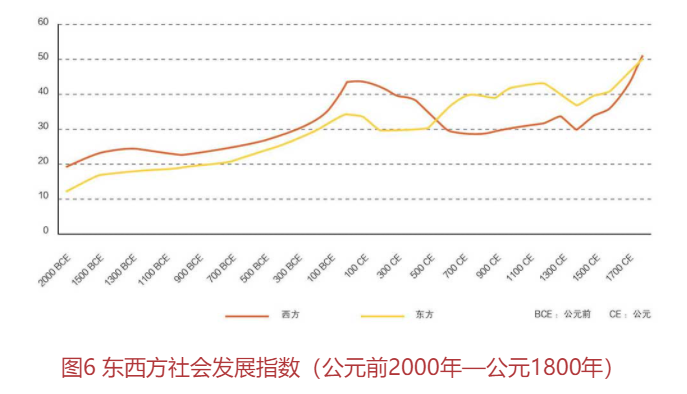 60
50
40
30
20
10
0
2000 BCE
1500 BCE
1300 BCE
1100 BCE
900 BCE
700 BCE
500 BCE
300 BCE
100 BCE
100 CE
300 CE
500 CE
700 CE
900 CE
1100 CE
1300 CE
1500 CE
1700 CE
西方 东方 BCE：公元前 CE：公元
图6 东西方社会发展指数（公元前2000年—公元1800年）